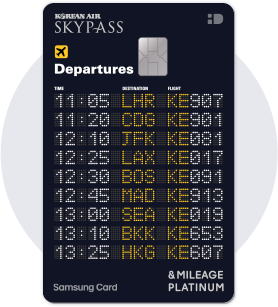 KOREAN AIR
SKYPASS
Departures
TIME DESTINATION FLIGHT
11:05 LHR KE907
11:20 CDG KE901
12:10 JFK KE081
12:25 LAX KE017
12:30 BOS KE091
12:45 MAD KE913
13:00 SEA KE019
13:10 BKK KE653
13:25 HKG KE607
&MILEAGE
Samsung Card PLATINUM